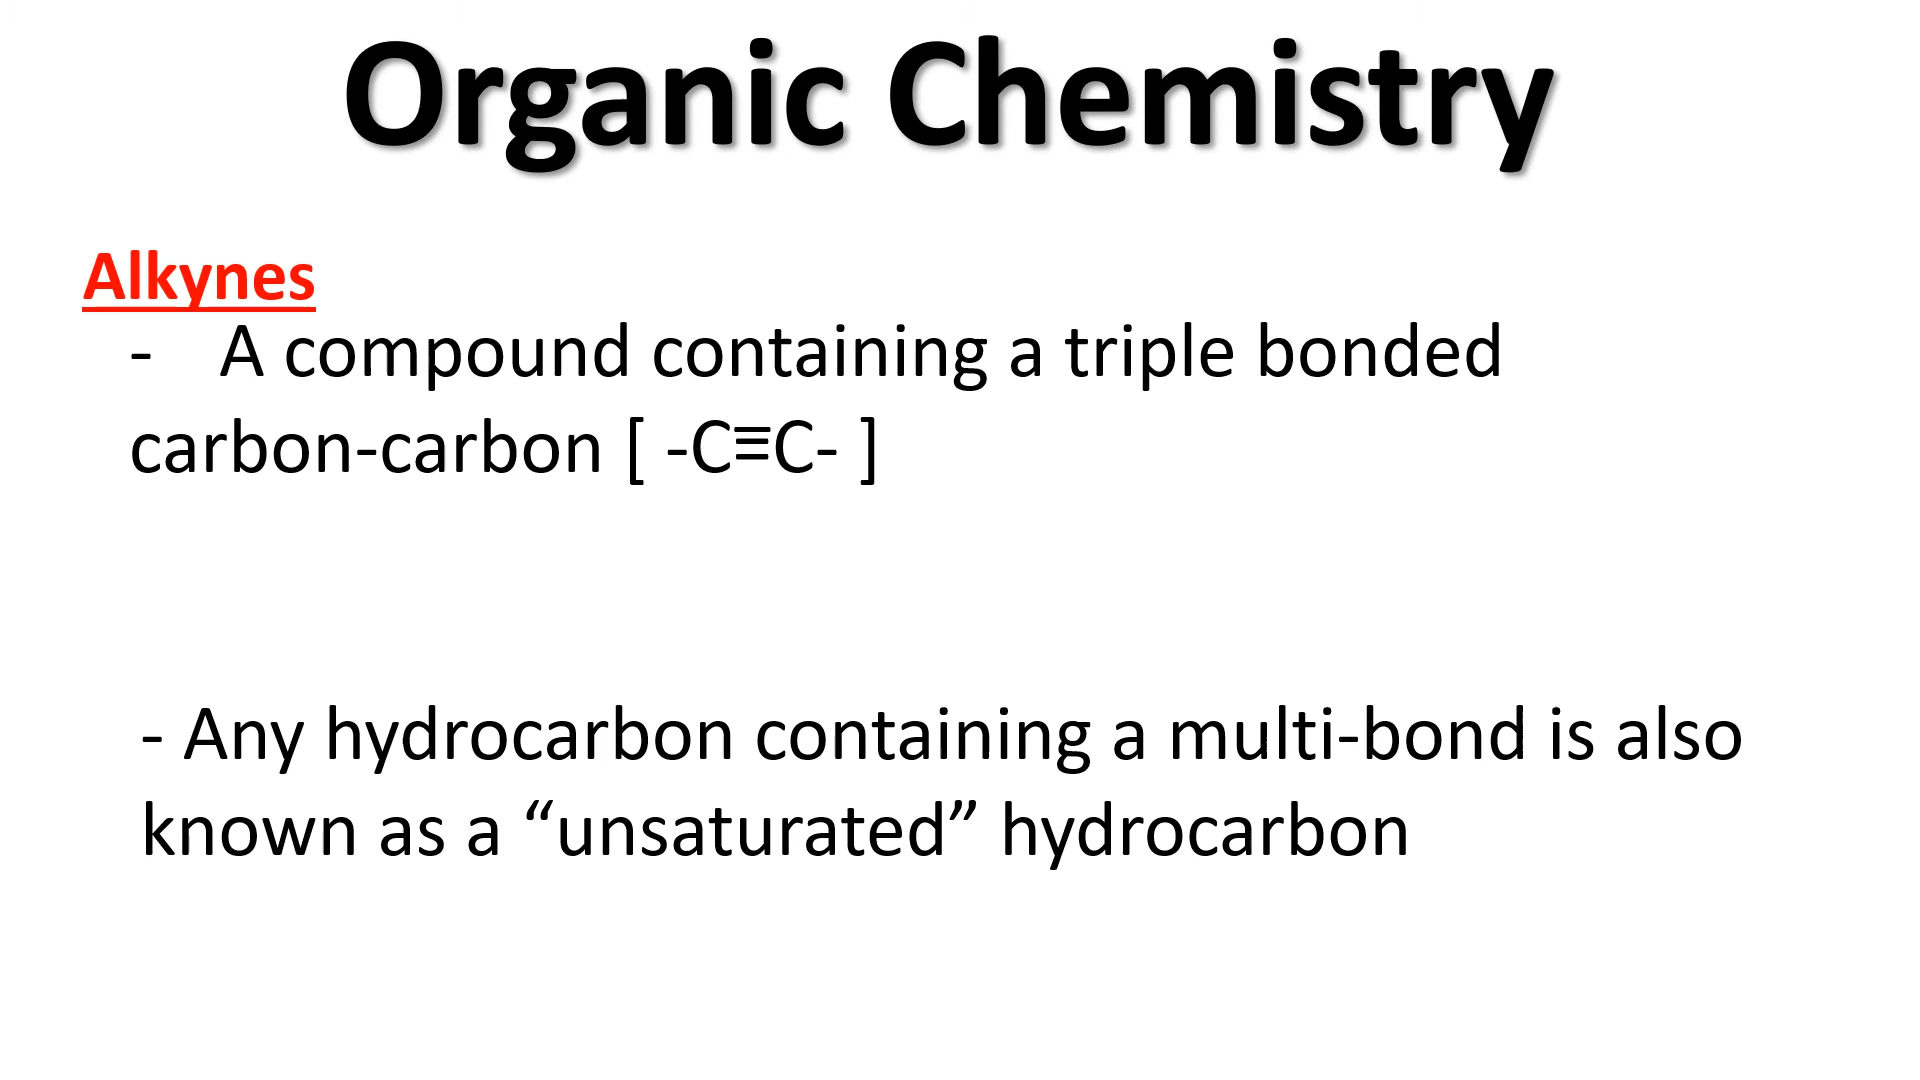 Organic Chemistry
Alkynes
- A compound containing a triple bonded
carbon-carbon [ -C≡C- ]
- Any hydrocarbon containing a multi-bond is also
known as a “unsaturated” hydrocarbon